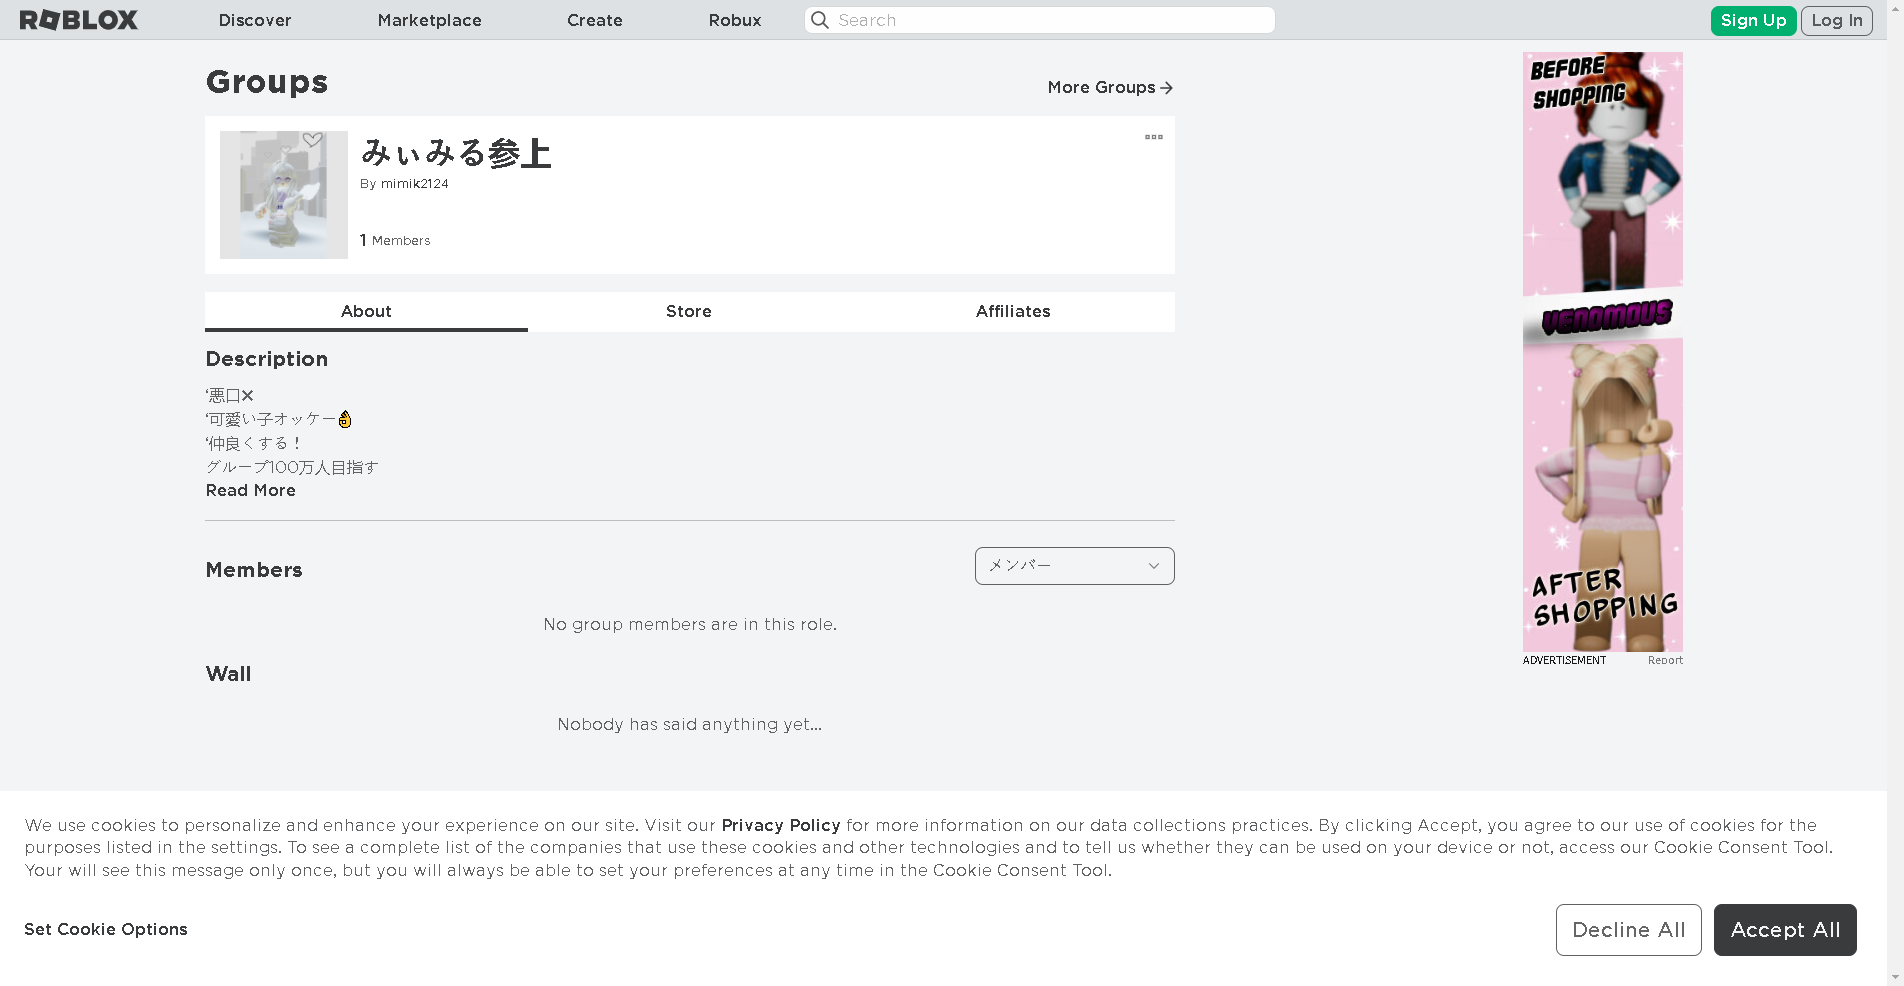 ROBLOX
Discover
Marketplace
Create
Robux
Search
Sign Up
Log In
Groups
More Groups
みぃみる参上
By mimik2124
1 Members
About
Store
Affiliates
Description
‘悪口❌
‘可愛い子オッケー👌
‘仲良くする！
グループ100万人目指す
Read More
Members
メンバー
No group members are in this role.
Wall
Nobody has said anything yet...
BEFORE
SHOPPING
VENOMOUS
AFTER
SHOPPING
ADVERTISEMENT
Report
We use cookies to personalize and enhance your experience on our site. Visit our Privacy Policy for more information on our data collections practices. By clicking Accept, you agree to our use of cookies for the
purposes listed in the settings. To see a complete list of the companies that use these cookies and other technologies and to tell us whether they can be used on your device or not, access our Cookie Consent Tool.
Your will see this message only once, but you will always be able to set your preferences at any time in the Cookie Consent Tool.
Set Cookie Options
Decline All
Accept All